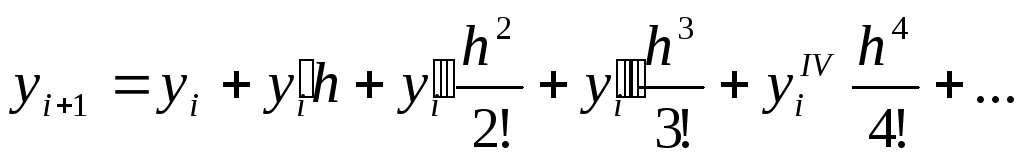 y_{i+1} = y_i + y_i▯h + y_i▯▯ h^2/2! + y_i▯▯▯ h^3/3! + y_i^{IV} h^4/4! + ...